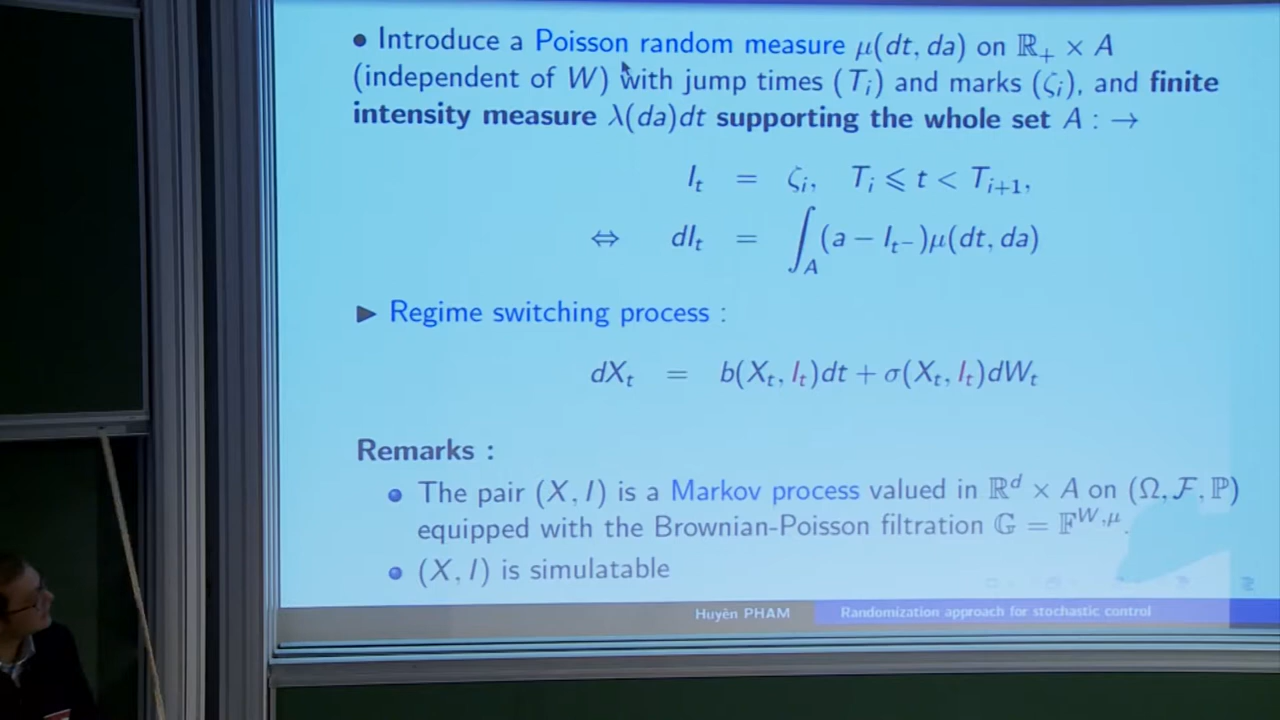 • Introduce a Poisson random measure μ(dt, da) on ℝ₊ × A
(independent of W) with jump times (Tᵢ) and marks (ζᵢ), and finite
intensity measure λ(da)dt supporting the whole set A : →
Iₜ = ζᵢ, Tᵢ ⩽ t < Tᵢ₊₁,
⇔ dIₜ = ∫_A (a − Iₜ₋)μ(dt, da)
▶ Regime switching process :
dXₜ = b(Xₜ, Iₜ)dt + σ(Xₜ, Iₜ)dWₜ
Remarks :
• The pair (X, I) is a Markov process valued in ℝᵈ × A on (Ω, ℱ, ℙ)
equipped with the Brownian-Poisson filtration 𝔾 = 𝔽^{W,μ}.
• (X, I) is simulatable
Huyên PHAM Randomization approach for stochastic control